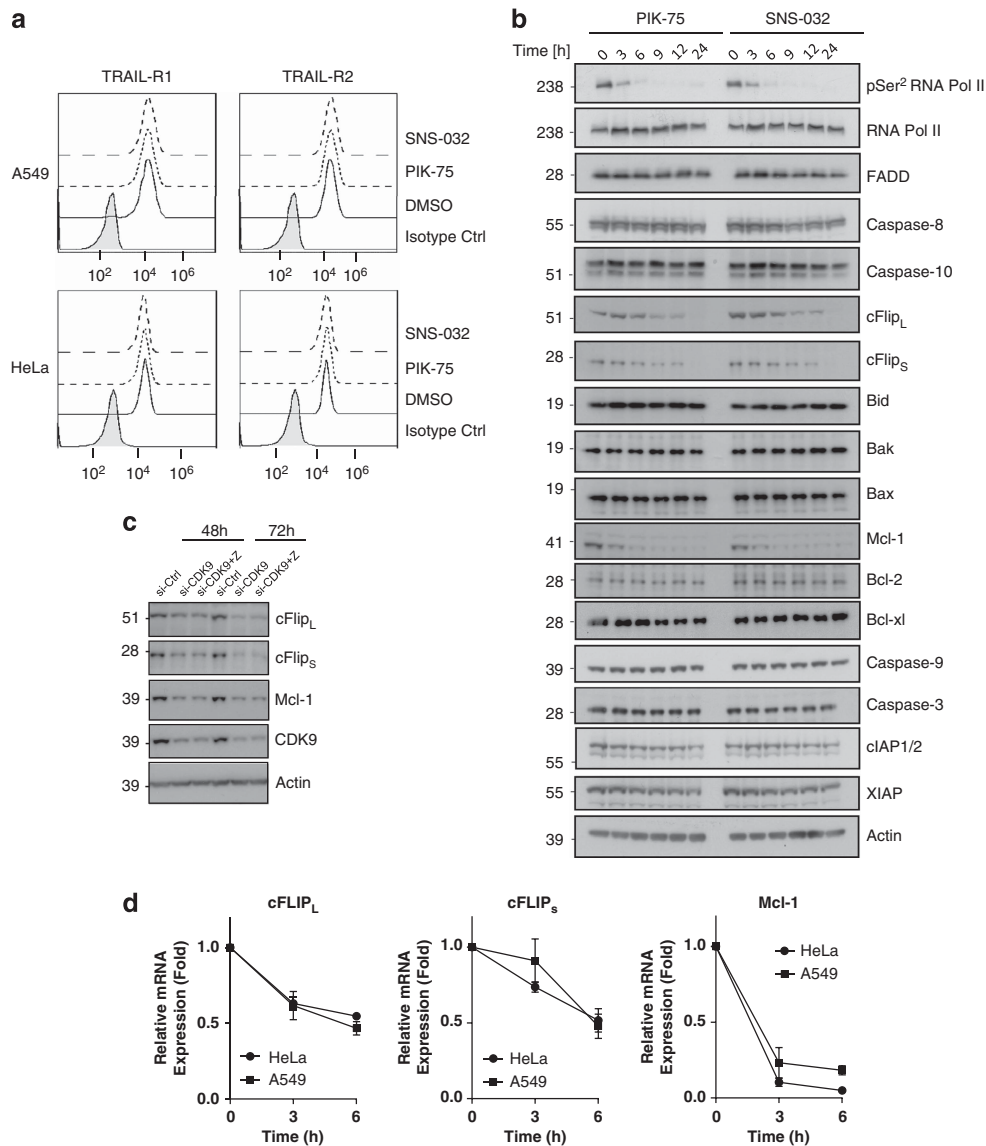 a
TRAIL-R1
TRAIL-R2
A549
SNS-032
PIK-75
DMSO
Isotype Ctrl
10² 10⁴ 10⁶
10² 10⁴ 10⁶
HeLa
SNS-032
PIK-75
DMSO
Isotype Ctrl
10² 10⁴ 10⁶
10² 10⁴ 10⁶
b
PIK-75
SNS-032
Time [h]
0 3 6 9 12 24
0 3 6 9 12 24
238 pSer² RNA Pol II
238 RNA Pol II
28 FADD
55 Caspase-8
51 Caspase-10
51 cFlip_L
28 cFlip_S
19 Bid
19 Bak
19 Bax
41 Mcl-1
28 Bcl-2
28 Bcl-xl
39 Caspase-9
28 Caspase-3
55 cIAP1/2
55 XIAP
39 Actin
c
48h 72h
si-Ctrl si-CDK9 si-CDK9+Z si-Ctrl si-CDK9 si-CDK9+Z
51 cFlip_L
28 cFlip_S
39 Mcl-1
39 CDK9
39 Actin
d
cFLIP_L
Relative mRNA
Expression (Fold)
1.0
0.5
0.0
HeLa
A549
0 3 6
Time (h)
cFLIP_s
Relative mRNA
Expression (Fold)
1.0
0.5
0.0
HeLa
A549
0 3 6
Time (h)
Mcl-1
Relative mRNA
Expression (Fold)
1.0
0.5
0.0
HeLa
A549
0 3 6
Time (h)